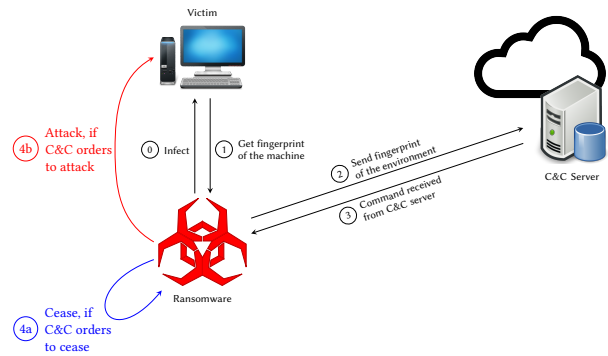 Victim
4b
Attack, if
C&C orders
to attack
0
Infect
1
Get fingerprint
of the machine
2
Send fingerprint
of the environment
3
Command received
from C&C server
C&C Server
Ransomware
4a
Cease, if
C&C orders
to cease